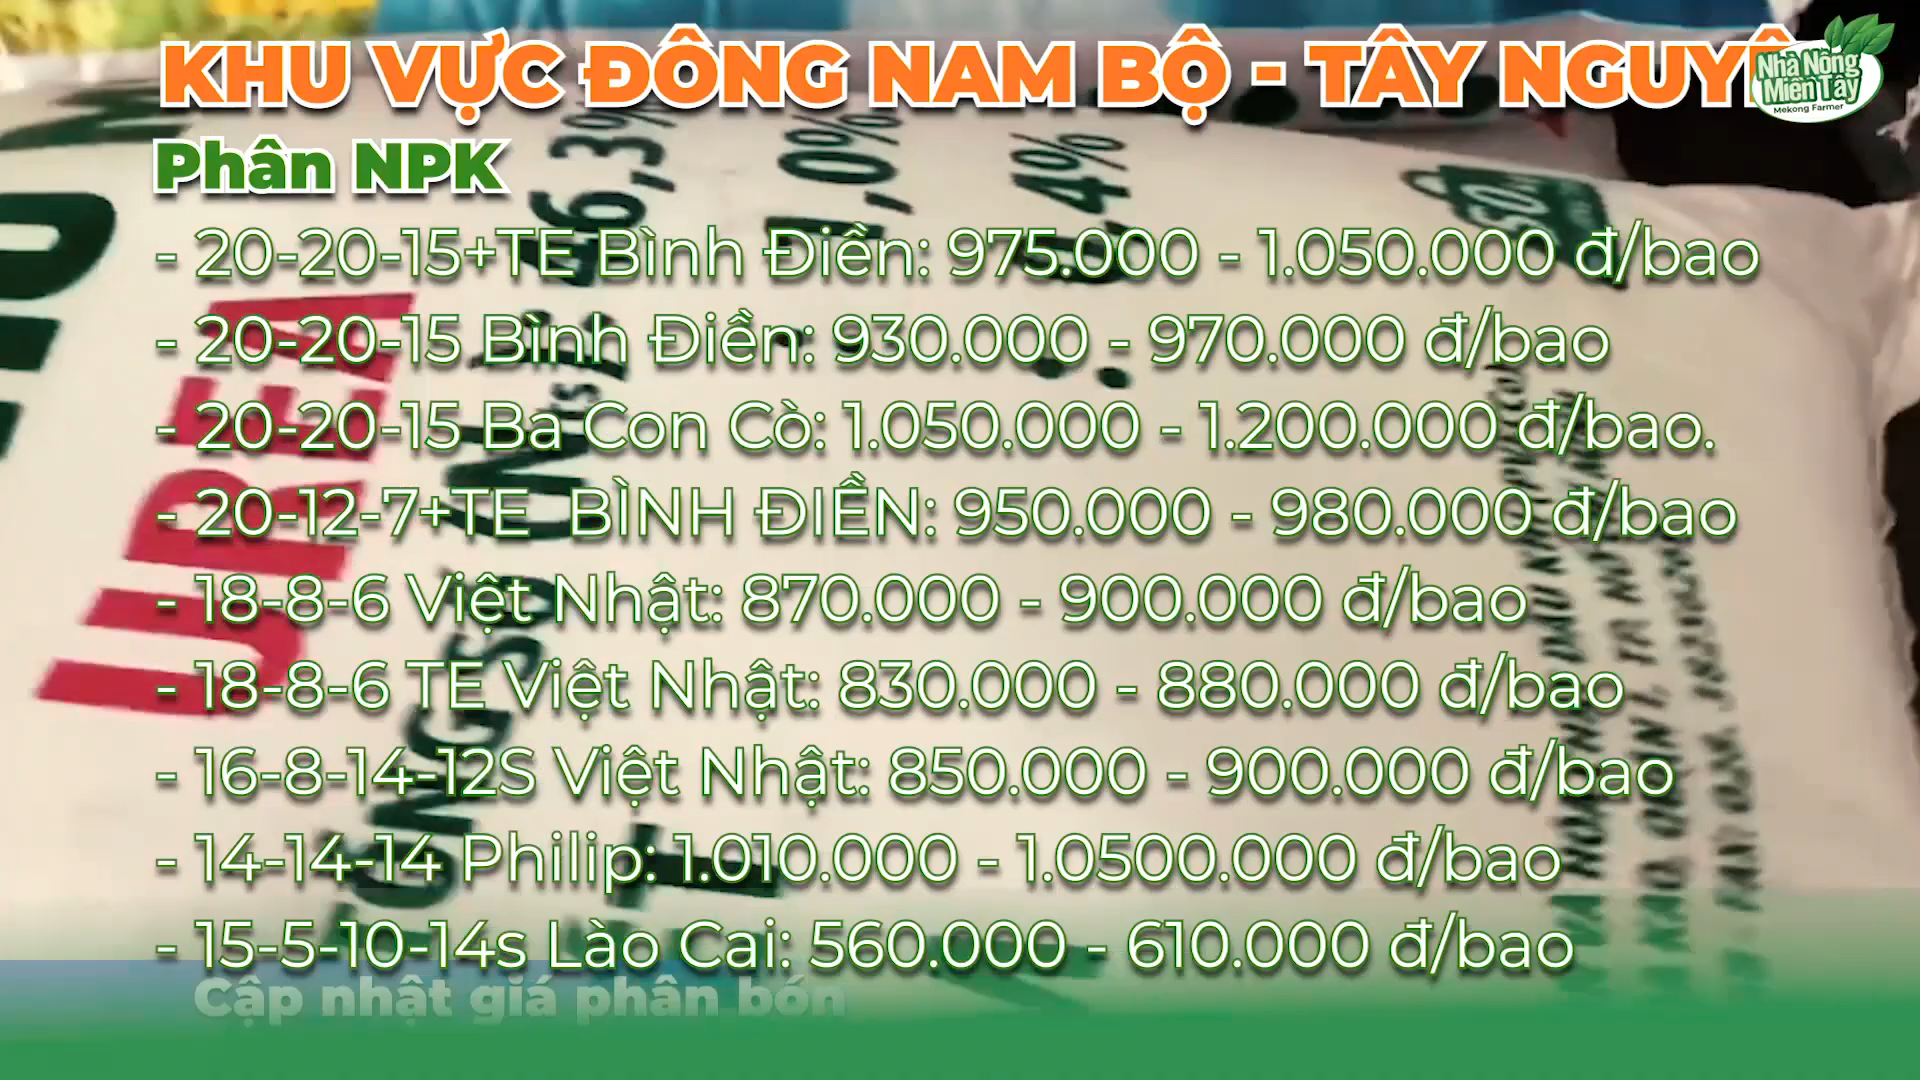 KHU VỰC ĐÔNG NAM BỘ - TÂY NGUYÊ
Nhà Nông
Miền Tây
Mekong Farmer
Phân NPK
- 20-20-15+TE Bình Điền: 975.000 - 1.050.000 đ/bao
- 20-20-15 Bình Điền: 930.000 - 970.000 đ/bao
- 20-20-15 Ba Con Cò: 1.050.000 - 1.200.000 đ/bao.
- 20-12-7+TE  BÌNH ĐIỀN: 950.000 - 980.000 đ/bao
- 18-8-6 Việt Nhật: 870.000 - 900.000 đ/bao
- 18-8-6 TE Việt Nhật: 830.000 - 880.000 đ/bao
- 16-8-14-12S Việt Nhật: 850.000 - 900.000 đ/bao
- 14-14-14 Philip: 1.010.000 - 1.0500.000 đ/bao
- 15-5-10-14s Lào Cai: 560.000 - 610.000 đ/bao
Cập nhật giá phân bón
UREA
46,3%
1,0%